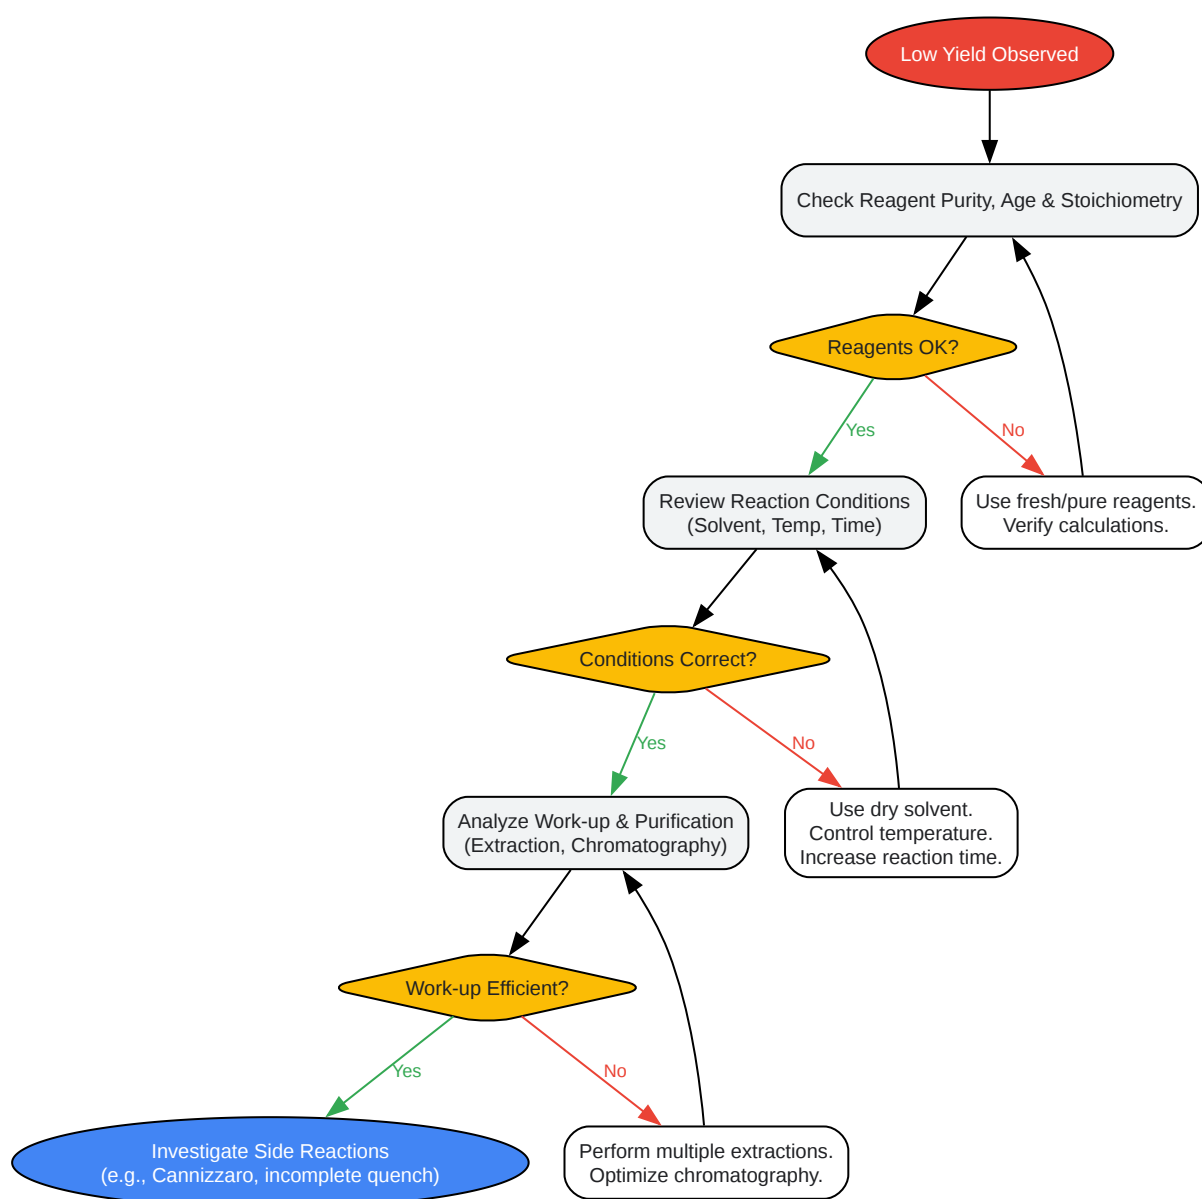 Low Yield Observed
Check Reagent Purity, Age & Stoichiometry
Reagents OK?
Yes
No
Review Reaction Conditions
(Solvent, Temp, Time)
Use fresh/pure reagents.
Verify calculations.
Conditions Correct?
Yes
No
Analyze Work-up & Purification
(Extraction, Chromatography)
Use dry solvent.
Control temperature.
Increase reaction time.
Work-up Efficient?
Yes
No
Investigate Side Reactions
(e.g., Cannizzaro, incomplete quench)
Perform multiple extractions.
Optimize chromatography.